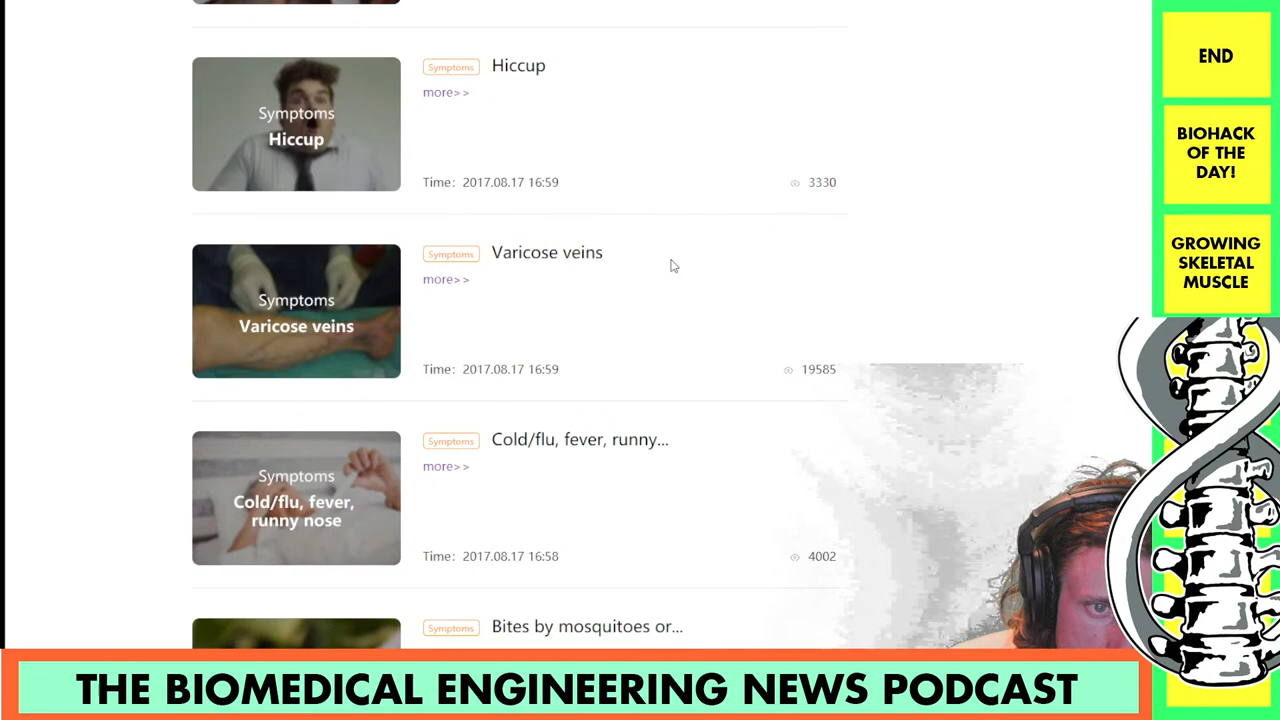 Symptoms
Hiccup
Symptoms Hiccup
more>>
Time: 2017.08.17 16:59
3330
Symptoms
Varicose veins
Symptoms Varicose veins
more>>
Time: 2017.08.17 16:59
19585
Symptoms
Cold/flu, fever,
runny nose
Symptoms Cold/flu, fever, runny...
more>>
Time: 2017.08.17 16:58
4002
Symptoms Bites by mosquitoes or...
END
BIOHACK
OF THE
DAY!
GROWING
SKELETAL
MUSCLE
THE BIOMEDICAL ENGINEERING NEWS PODCAST